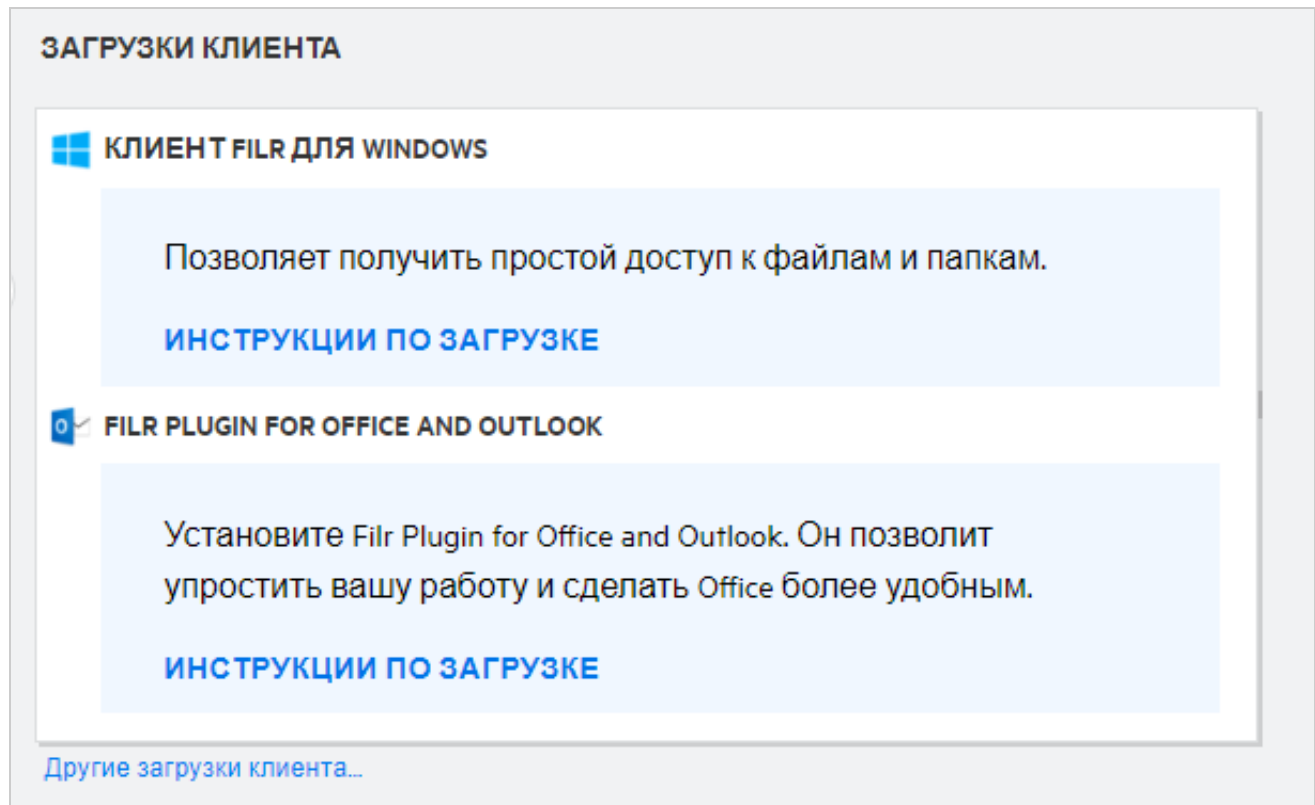 ЗАГРУЗКИ КЛИЕНТА
КЛИЕНТ FILR ДЛЯ WINDOWS
Позволяет получить простой доступ к файлам и папкам.
ИНСТРУКЦИИ ПО ЗАГРУЗКЕ
FILR PLUGIN FOR OFFICE AND OUTLOOK
Установите Filr Plugin for Office and Outlook. Он позволит
упростить вашу работу и сделать Office более удобным.
ИНСТРУКЦИИ ПО ЗАГРУЗКЕ
Другие загрузки клиента...